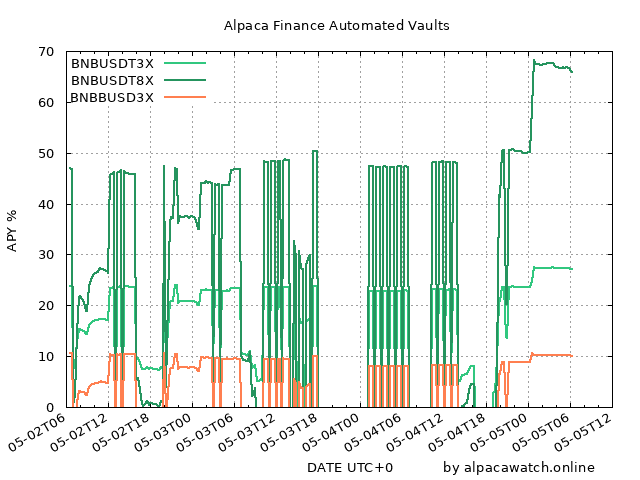 Alpaca Finance Automated Vaults
70
60
50
40
30
20
10
0
APY %
BNBUSDT3X
BNBUSDT8X
BNBBUSD3X
05-02T06
05-02T12
05-02T18
05-03T00
05-03T06
05-03T12
05-03T18
05-04T00
05-04T06
05-04T12
05-04T18
05-05T00
05-05T06
05-05T12
DATE UTC+0
by alpacawatch.online